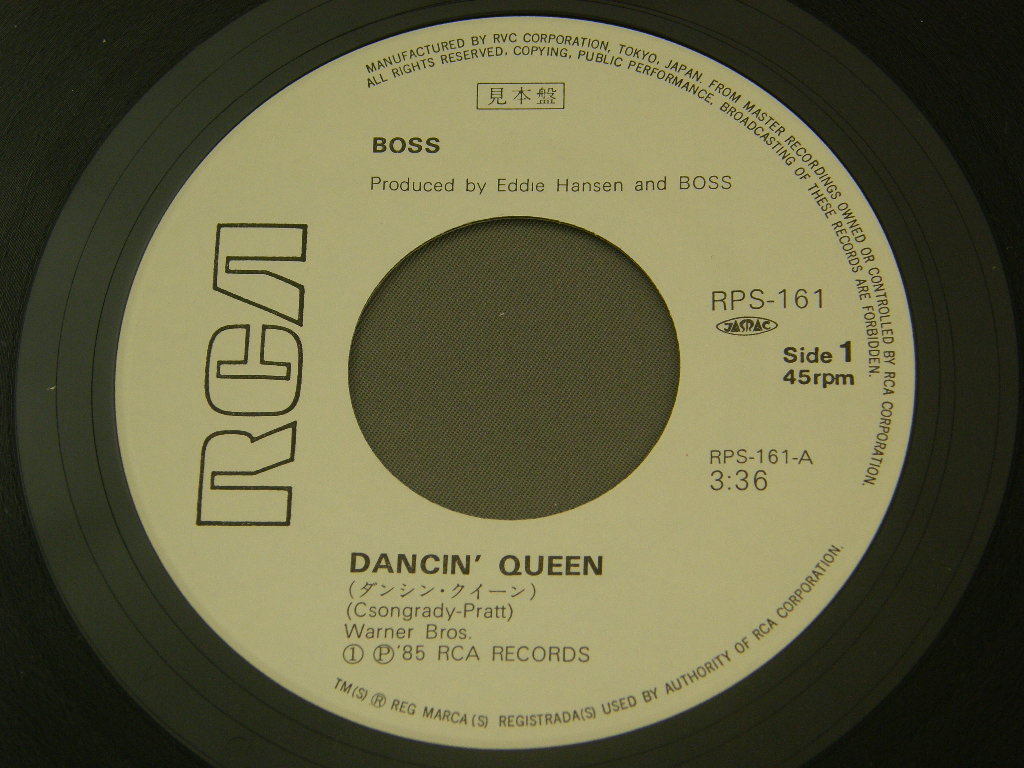 MANUFACTURED BY RVC CORPORATION, TOKYO, JAPAN. FROM MASTER RECORDINGS OWNED OR CONTROLLED BY RCA CORPORATION.
ALL RIGHTS RESERVED. COPYING, PUBLIC PERFORMANCE, BROADCASTING OF THESE RECORDS ARE FORBIDDEN.
見本盤
BOSS
Produced by Eddie Hansen and BOSS
RCA
RPS-161
JASRAC
Side 1
45rpm
RPS-161-A
3:36
DANCIN' QUEEN
(ダンシン・クイーン)
(Csongrady-Pratt)
Warner Bros.
① Ⓟ'85 RCA RECORDS
TM(S) ® REG MARCA(S) REGISTRADA(S) USED BY AUTHORITY OF RCA CORPORATION.